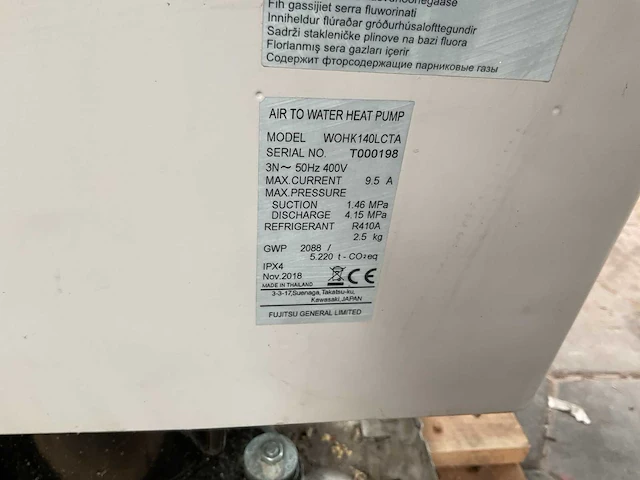 Fih gassijiet serra fluworinati
Inniheldur flúraðar gróðurhúsalofttegundir
Sadrži stakleničke plinove na bazi fluora
Florlanmış sera gazları içerir
Содержит фторсодержащие парниковые газы
AIR TO WATER HEAT PUMP
MODEL WOHK140LCTA
SERIAL NO. T000198
3N~ 50Hz 400V
MAX.CURRENT 9.5 A
MAX.PRESSURE
SUCTION 1.46 MPa
DISCHARGE 4.15 MPa
REFRIGERANT R410A
2.5 kg
GWP 2088 /
5.220 t-CO2eq
IPX4
Nov.2018 CE
MADE IN THAILAND
3-3-17,Suenaga,Takatsu-ku,
Kawasaki,JAPAN
FUJITSU GENERAL LIMITED